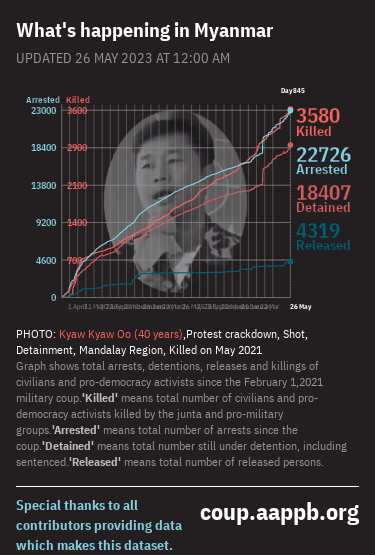 What's happening in Myanmar
UPDATED 26 MAY 2023 AT 12:00 AM
Day845
Arrested Killed
23000 3600
18400 2900
13800 2100
9200 1400
4600 700
0
3580
Killed
22726
Arrested
18407
Detained
4319
Released
1 April
26 May
PHOTO: Kyaw Kyaw Oo (40 years),Protest crackdown, Shot,
Detainment, Mandalay Region, Killed on May 2021
Graph shows total arrests, detentions, releases and killings of
civilians and pro-democracy activists since the February 1,2021
military coup.'Killed' means total number of civilians and pro-
democracy activists killed by the junta and pro-military
groups.'Arrested' means total number of arrests since the
coup.'Detained' means total number still under detention, including
sentenced.'Released' means total number of released persons.
Special thanks to all
contributors providing data
which makes this dataset.
coup.aappb.org